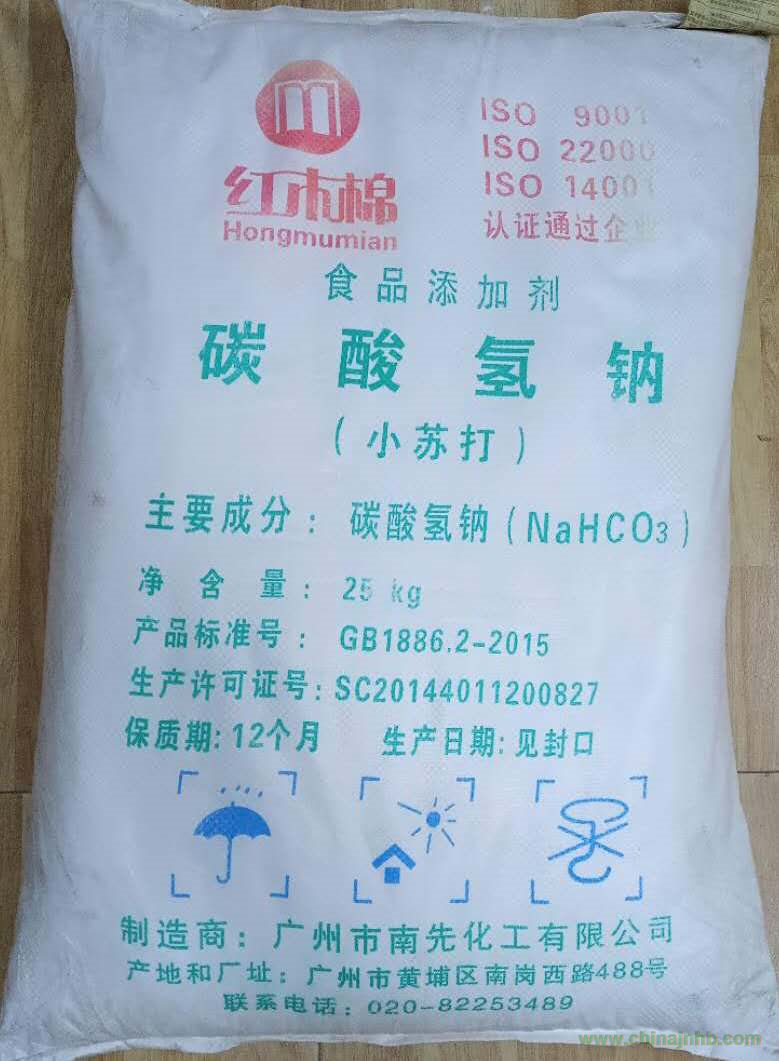 红木棉
Hongmumian
ISO 9001
ISO 22000
ISO 14001
认证通过企业
食品添加剂
碳酸氢钠
(小苏打)
主要成分：碳酸氢钠(NaHCO3)
净含量：25 kg
产品标准号：GB1886.2-2015
生产许可证号：SC20144011200827
保质期：12个月 生产日期：见封口
制造商：广州市南先化工有限公司
产地和厂址：广州市黄埔区南岗西路488号
联系电话：020-82253489
www.chinajnhb.com